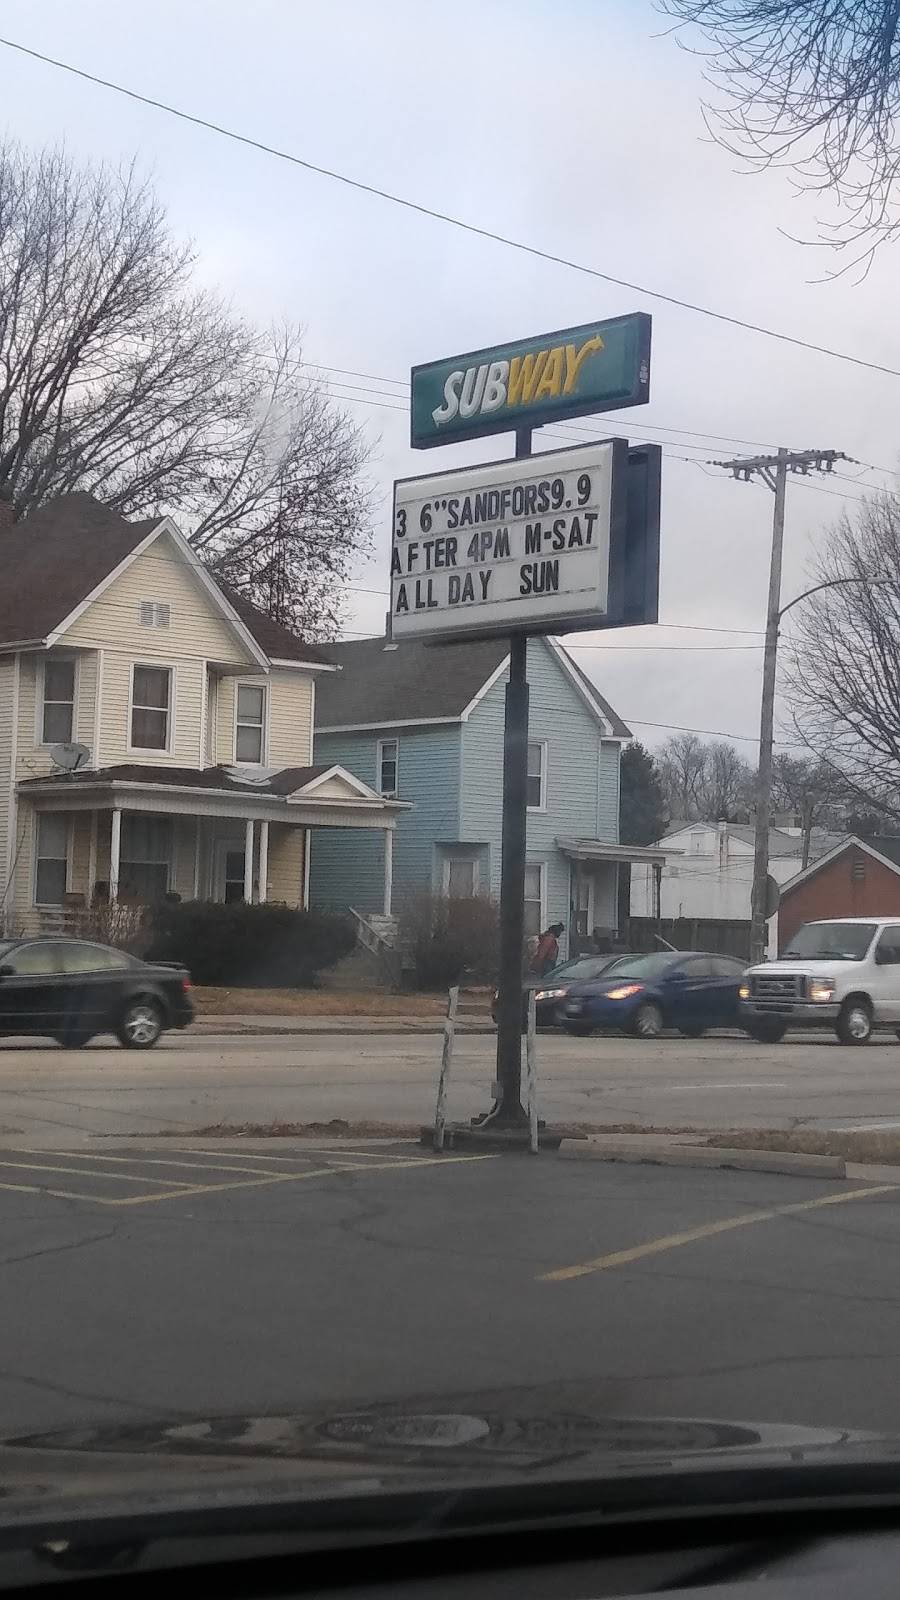 SUBWAY
3 6"SANDFORS9.9
AFTER 4PM M-SAT
ALL DAY SUN